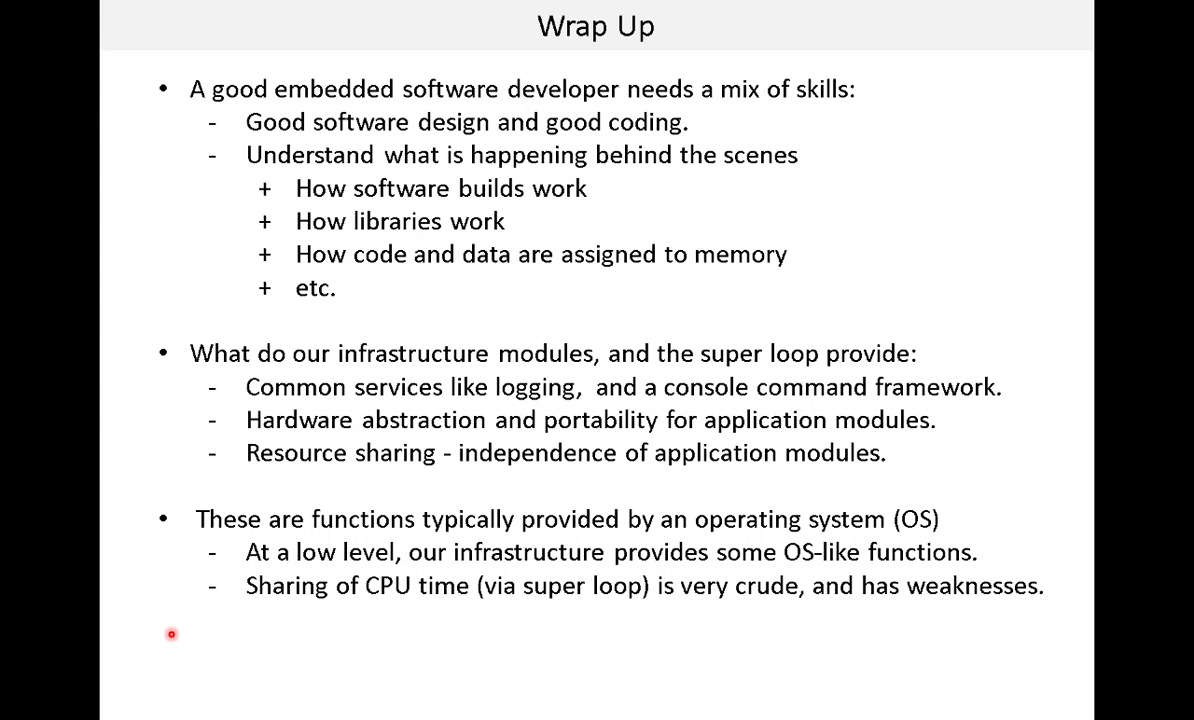 Wrap Up
• A good embedded software developer needs a mix of skills:
- Good software design and good coding.
- Understand what is happening behind the scenes
+ How software builds work
+ How libraries work
+ How code and data are assigned to memory
+ etc.
• What do our infrastructure modules, and the super loop provide:
- Common services like logging,  and a console command framework.
- Hardware abstraction and portability for application modules.
- Resource sharing - independence of application modules.
• These are functions typically provided by an operating system (OS)
- At a low level, our infrastructure provides some OS-like functions.
- Sharing of CPU time (via super loop) is very crude, and has weaknesses.